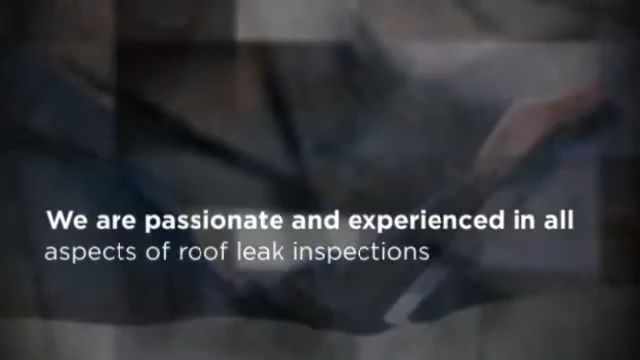 We are passionate and experienced in all
aspects of roof leak inspections